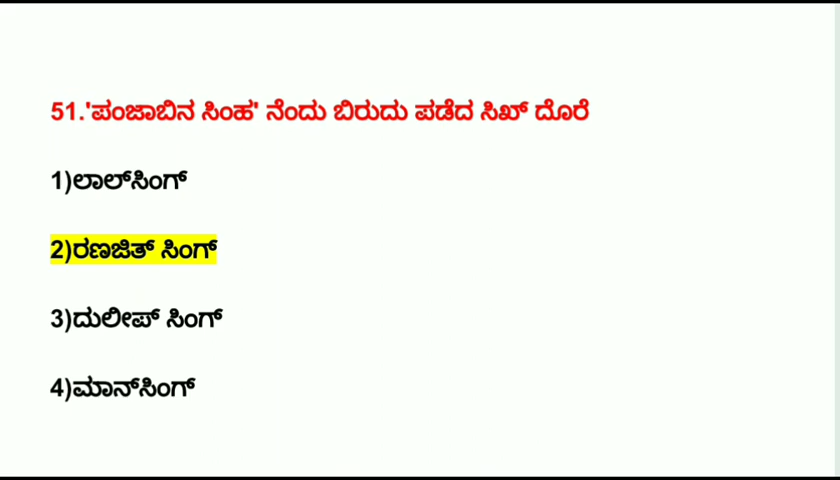 51.'ಪಂಜಾಬಿನ ಸಿಂಹ' ನೆಂದು ಬಿರುದು ಪಡೆದ ಸಿಖ್ ದೊರೆ
1)ಲಾಲ್‌ಸಿಂಗ್
2)ರಣಜಿತ್ ಸಿಂಗ್
3)ದುಲೀಪ್ ಸಿಂಗ್
4)ಮಾನ್‌ಸಿಂಗ್